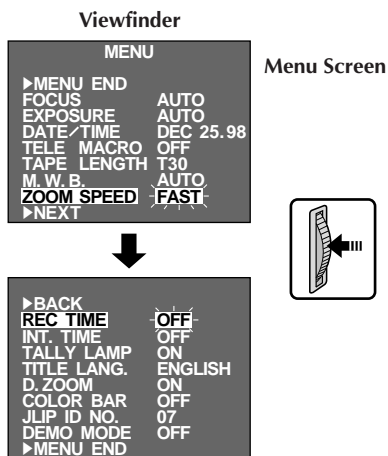 Viewfinder
Menu Screen
MENU
▶MENU END
FOCUS AUTO
EXPOSURE AUTO
DATE/TIME DEC 25.98
TELE MACRO OFF
TAPE LENGTH T30
M.W.B. AUTO
ZOOM SPEED FAST
▶NEXT
▶BACK
REC TIME OFF
INT. TIME OFF
TALLY LAMP ON
TITLE LANG. ENGLISH
D.ZOOM ON
COLOR BAR OFF
JLIP ID NO. 07
DEMO MODE OFF
▶MENU END